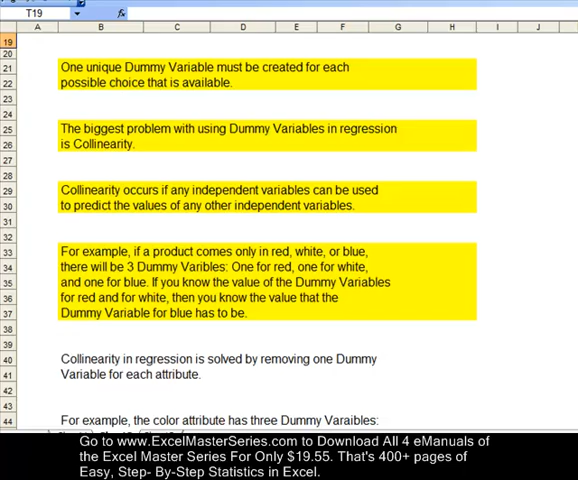 T19
fx
A B C D E F G H I J
19
20
21 One unique Dummy Variable must be created for each
22 possible choice that is available.
23
24
25 The biggest problem with using Dummy Variables in regression
26 is Collinearity.
27
28
29 Collinearity occurs if any independent variables can be used
30 to predict the values of any other independent variables.
31
32
33 For example, if a product comes only in red, white, or blue,
34 there will be 3 Dummy Varibles: One for red, one for white,
35 and one for blue. If you know the value of the Dummy Variables
36 for red and for white, then you know the value that the
37 Dummy Variable for blue has to be.
38
39
40 Collinearity in regression is solved by removing one Dummy
41 Variable for each attribute.
42
43
44 For example, the color attribute has three Dummy Varaibles:
Go to www.ExcelMasterSeries.com to Download All 4 eManuals of
the Excel Master Series For Only $19.55. That's 400+ pages of
Easy, Step- By-Step Statistics in Excel.